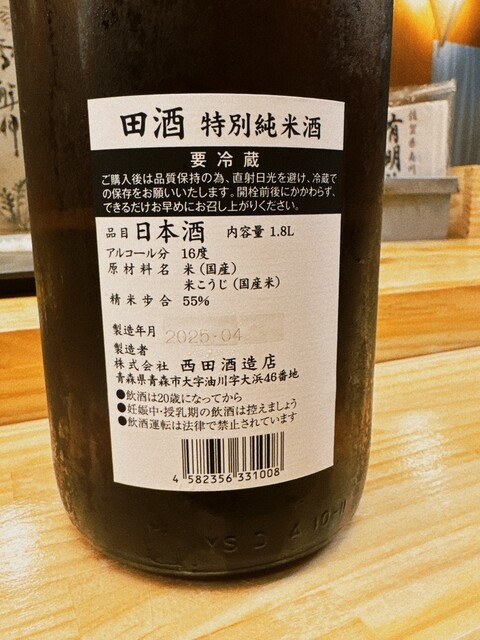 田酒 特別純米酒
要冷蔵
ご購入後は品質保持の為、直射日光を避け、冷蔵で
の保存をお願いいたします。開栓前後にかかわらず、
できるだけお早めにお召し上がりください。
品目 日本酒 内容量 1.8L
アルコール分 16度
原材料名 米(国産)
米こうじ(国産米)
精米歩合 55%
製造年月 2025.04
製造者
株式会社 西田酒造店
青森県青森市大字油川字大浜46番地
●飲酒は20歳になってから
●妊娠中・授乳期の飲酒は控えましょう
●飲酒運転は法律で禁止されています
4 582356 331008
佐賀県寿司
有明